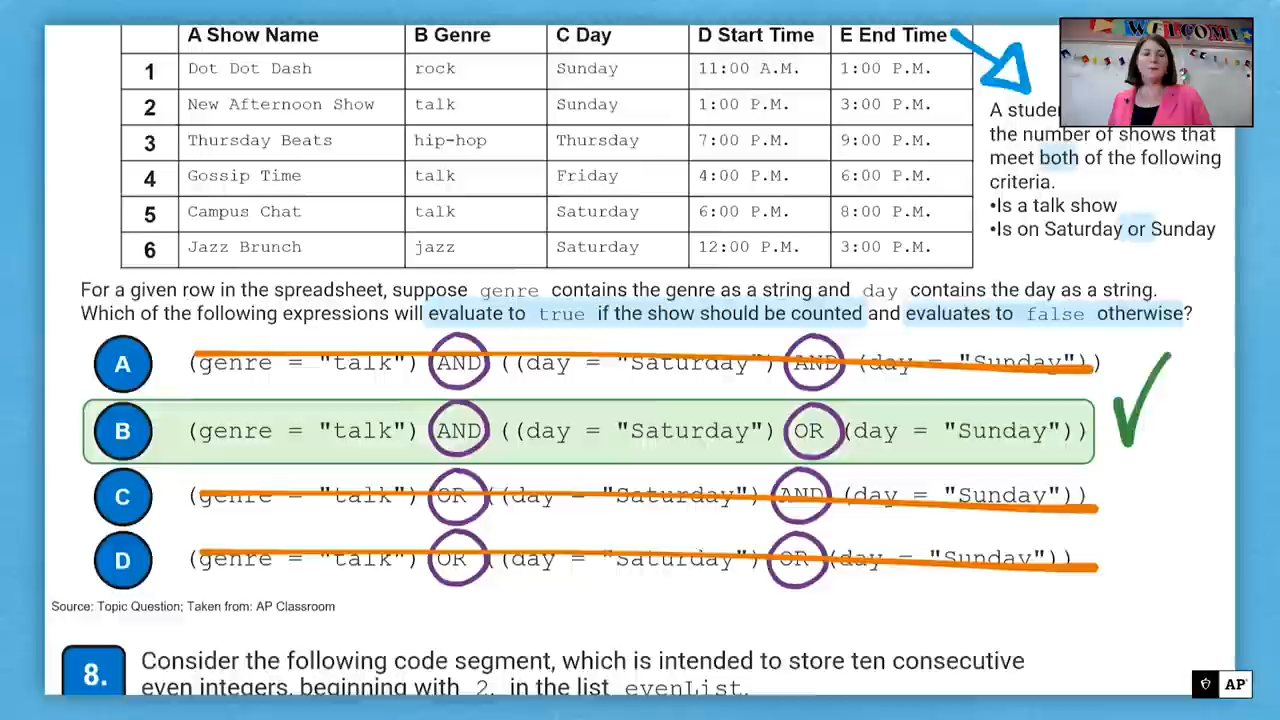 WELCOME
A Show Name B Genre C Day D Start Time E End Time
1 Dot Dot Dash rock Sunday 11:00 A.M. 1:00 P.M.
2 New Afternoon Show talk Sunday 1:00 P.M. 3:00 P.M.
3 Thursday Beats hip-hop Thursday 7:00 P.M. 9:00 P.M.
4 Gossip Time talk Friday 4:00 P.M. 6:00 P.M.
5 Campus Chat talk Saturday 6:00 P.M. 8:00 P.M.
6 Jazz Brunch jazz Saturday 12:00 P.M. 3:00 P.M.
A
the number of shows that
meet both of the following
criteria.
•Is a talk show
•Is on Saturday or Sunday
For a given row in the spreadsheet, suppose genre contains the genre as a string and day contains the day as a string.
Which of the following expressions will evaluate to true if the show should be counted and evaluates to false otherwise?
A (genre = "talk") AND ((day = "Saturday") AND (day = "Sunday"))
B (genre = "talk") AND ((day = "Saturday") OR (day = "Sunday"))
C (genre = "talk") OR ((day = "Saturday") AND (day = "Sunday"))
D (genre = "talk") OR ((day = "Saturday") OR (day = "Sunday"))
Source: Topic Question; Taken from: AP Classroom
8. Consider the following code segment, which is intended to store ten consecutive
even integers, beginning with 2, in the list evenList.
AP